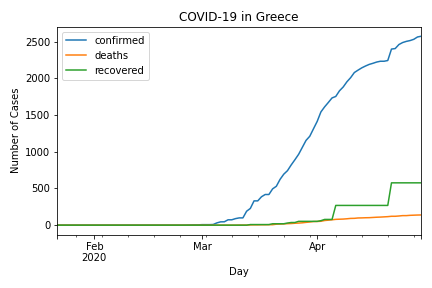 COVID-19 in Greece
confirmed
deaths
recovered
Number of Cases
2500
2000
1500
1000
500
0
Feb
2020
Mar
Apr
Day